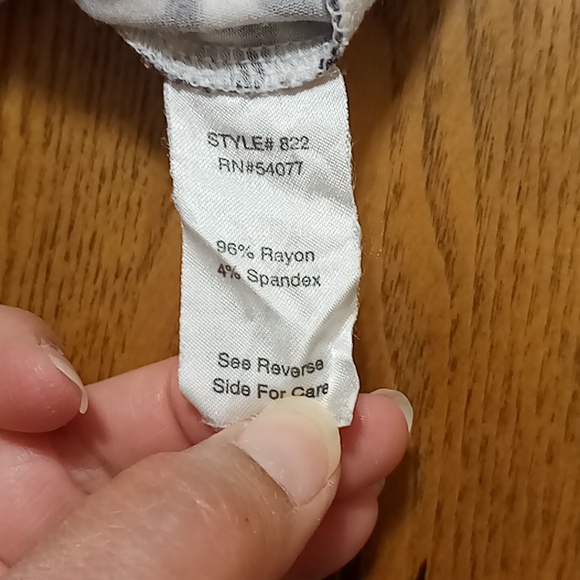 STYLE# 822
RN#54077
96% Rayon
4% Spandex
See Reverse
Side For Care